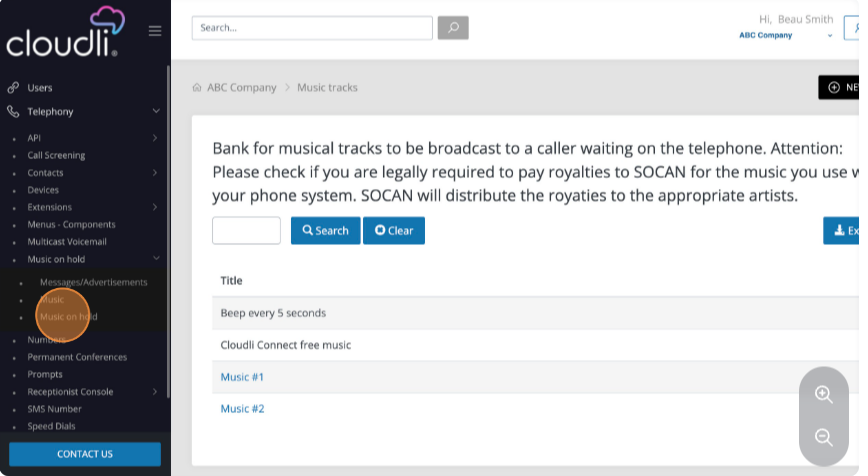 cloudli
Search...
Hi, Beau Smith
ABC Company
Users
Telephony
API
Call Screening
Contacts
Devices
Extensions
Menus - Components
Multicast Voicemail
Music on hold
Messages/Advertisements
Music
Music on hold
Numbers
Permanent Conferences
Prompts
Receptionist Console
SMS Number
Speed Dials
CONTACT US
ABC Company > Music tracks
NE
Bank for musical tracks to be broadcast to a caller waiting on the telephone. Attention:
Please check if you are legally required to pay royalties to SOCAN for the music you use w
your phone system. SOCAN will distribute the royaties to the appropriate artists.
Search
Clear
Ex
Title
Beep every 5 seconds
Cloudli Connect free music
Music #1
Music #2